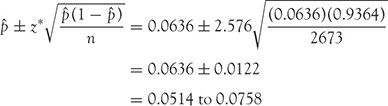 p̂ ± z* √(p̂(1 − p̂)/n) = 0.0636 ± 2.576 √((0.0636)(0.9364)/2673)
= 0.0636 ± 0.0122
= 0.0514 to 0.0758